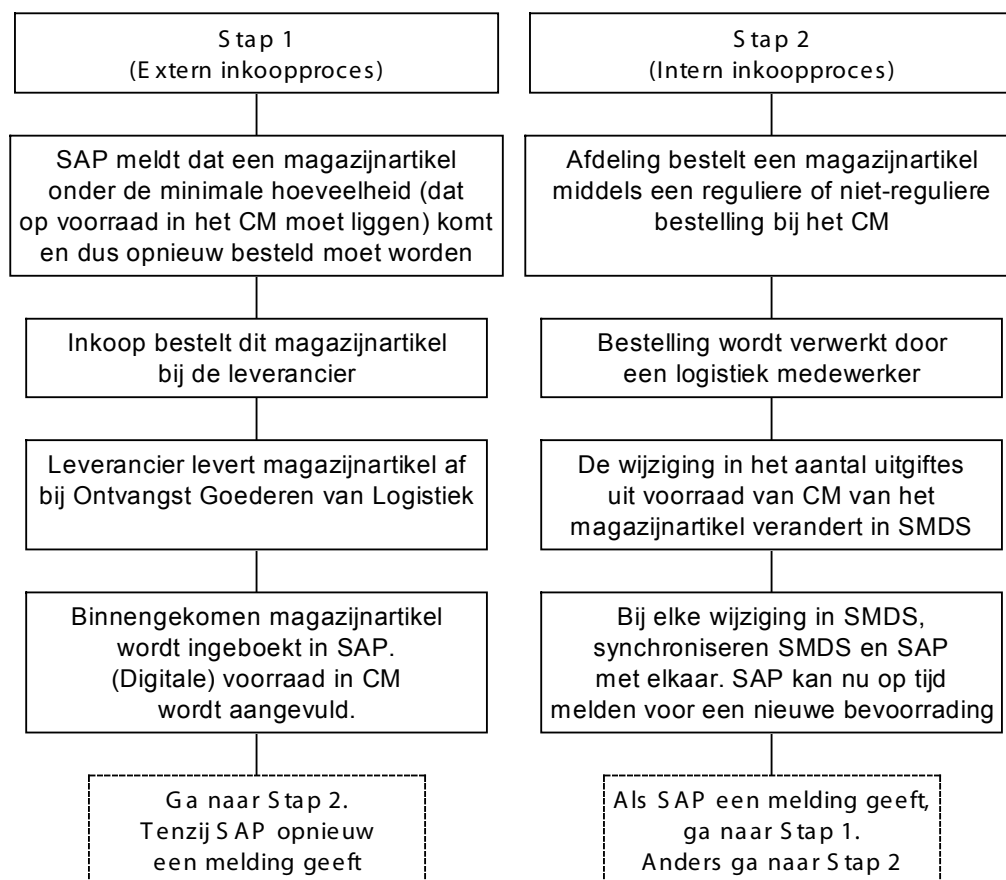 Stap 1
(Extern inkoopproces)
SAP meldt dat een magazijnartikel
onder de minimale hoeveelheid (dat
op voorraad in het CM moet liggen) komt
en dus opnieuw besteld moet worden
Inkoop bestelt dit magazijnartikel
bij de leverancier
Leverancier levert magazijnartikel af
bij Ontvangst Goederen van Logistiek
Binnengekomen magazijnartikel
wordt ingeboekt in SAP.
(Digitale) voorraad in CM
wordt aangevuld.
Ga naar Stap 2.
Tenzij SAP opnieuw
een melding geeft
Stap 2
(Intern inkoopproces)
Afdeling bestelt een magazijnartikel
middels een reguliere of niet-reguliere
bestelling bij het CM
Bestelling wordt verwerkt door
een logistiek medewerker
De wijziging in het aantal uitgiftes
uit voorraad van CM van het
magazijnartikel verandert in SMDS
Bij elke wijziging in SMDS,
synchroniseren SMDS en SAP
met elkaar. SAP kan nu op tijd
melden voor een nieuwe bevoorrading
Als SAP een melding geeft,
ga naar Stap 1.
Anders ga naar Stap 2